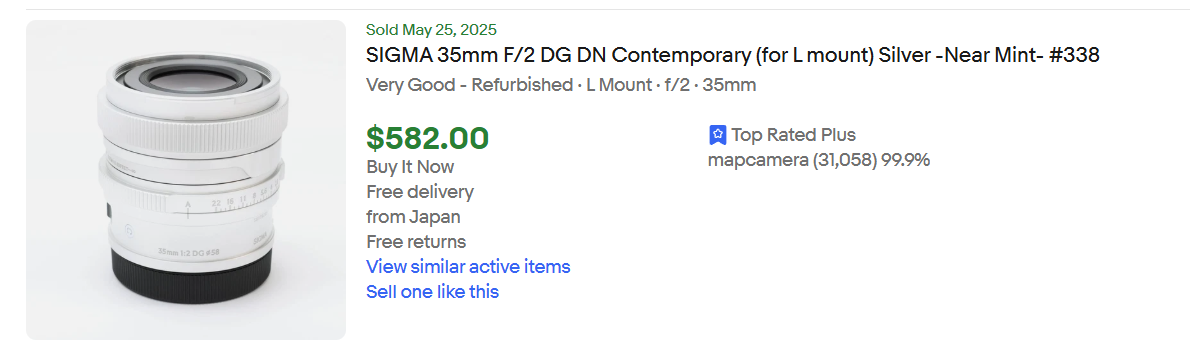 Sold May 25, 2025
SIGMA 35mm F/2 DG DN Contemporary (for L mount) Silver -Near Mint- #338
Very Good - Refurbished · L Mount · f/2 · 35mm
$582.00
Buy It Now
Free delivery
from Japan
Free returns
View similar active items
Sell one like this
Top Rated Plus
mapcamera (31,058) 99.9%
A 22 16 11 8
35mm 1:2 DG ø58
SIGMA